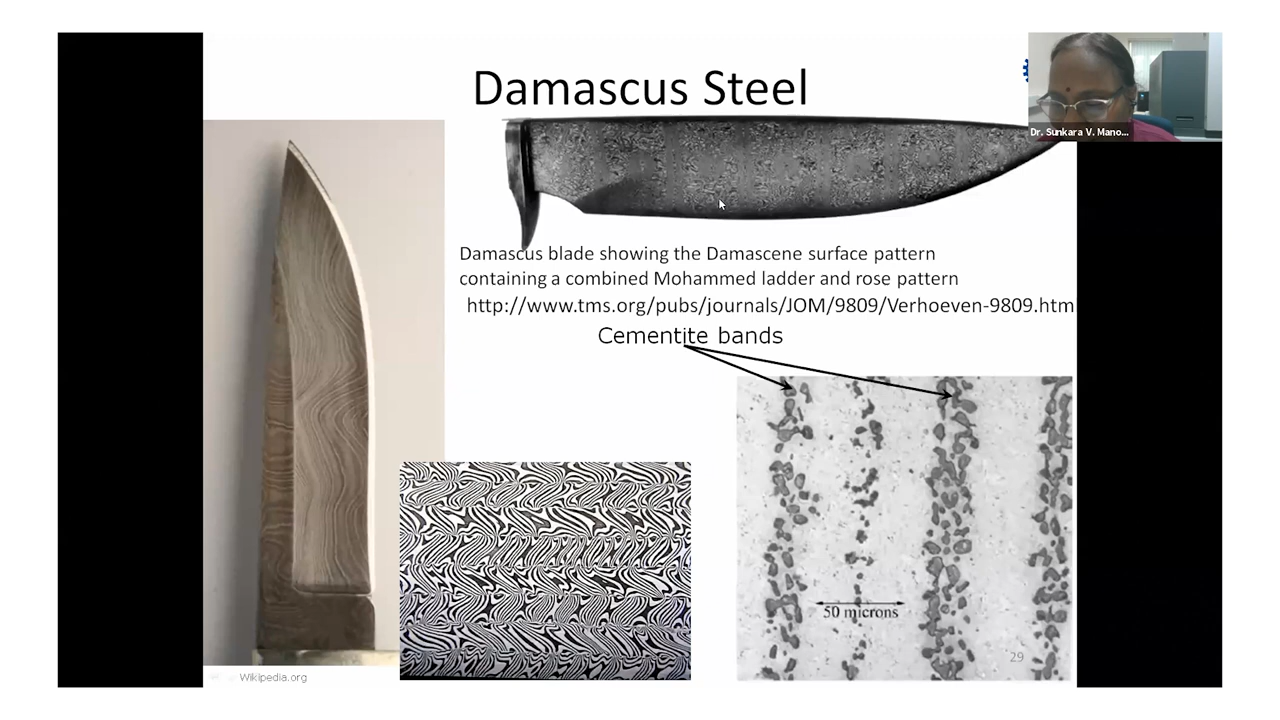 Damascus Steel
Dr. Sunkara V. Mano...
Damascus blade showing the Damascene surface pattern
containing a combined Mohammed ladder and rose pattern
http://www.tms.org/pubs/journals/JOM/9809/Verhoeven-9809.htm
Cementite bands
50 microns
29
Wikipedia.org